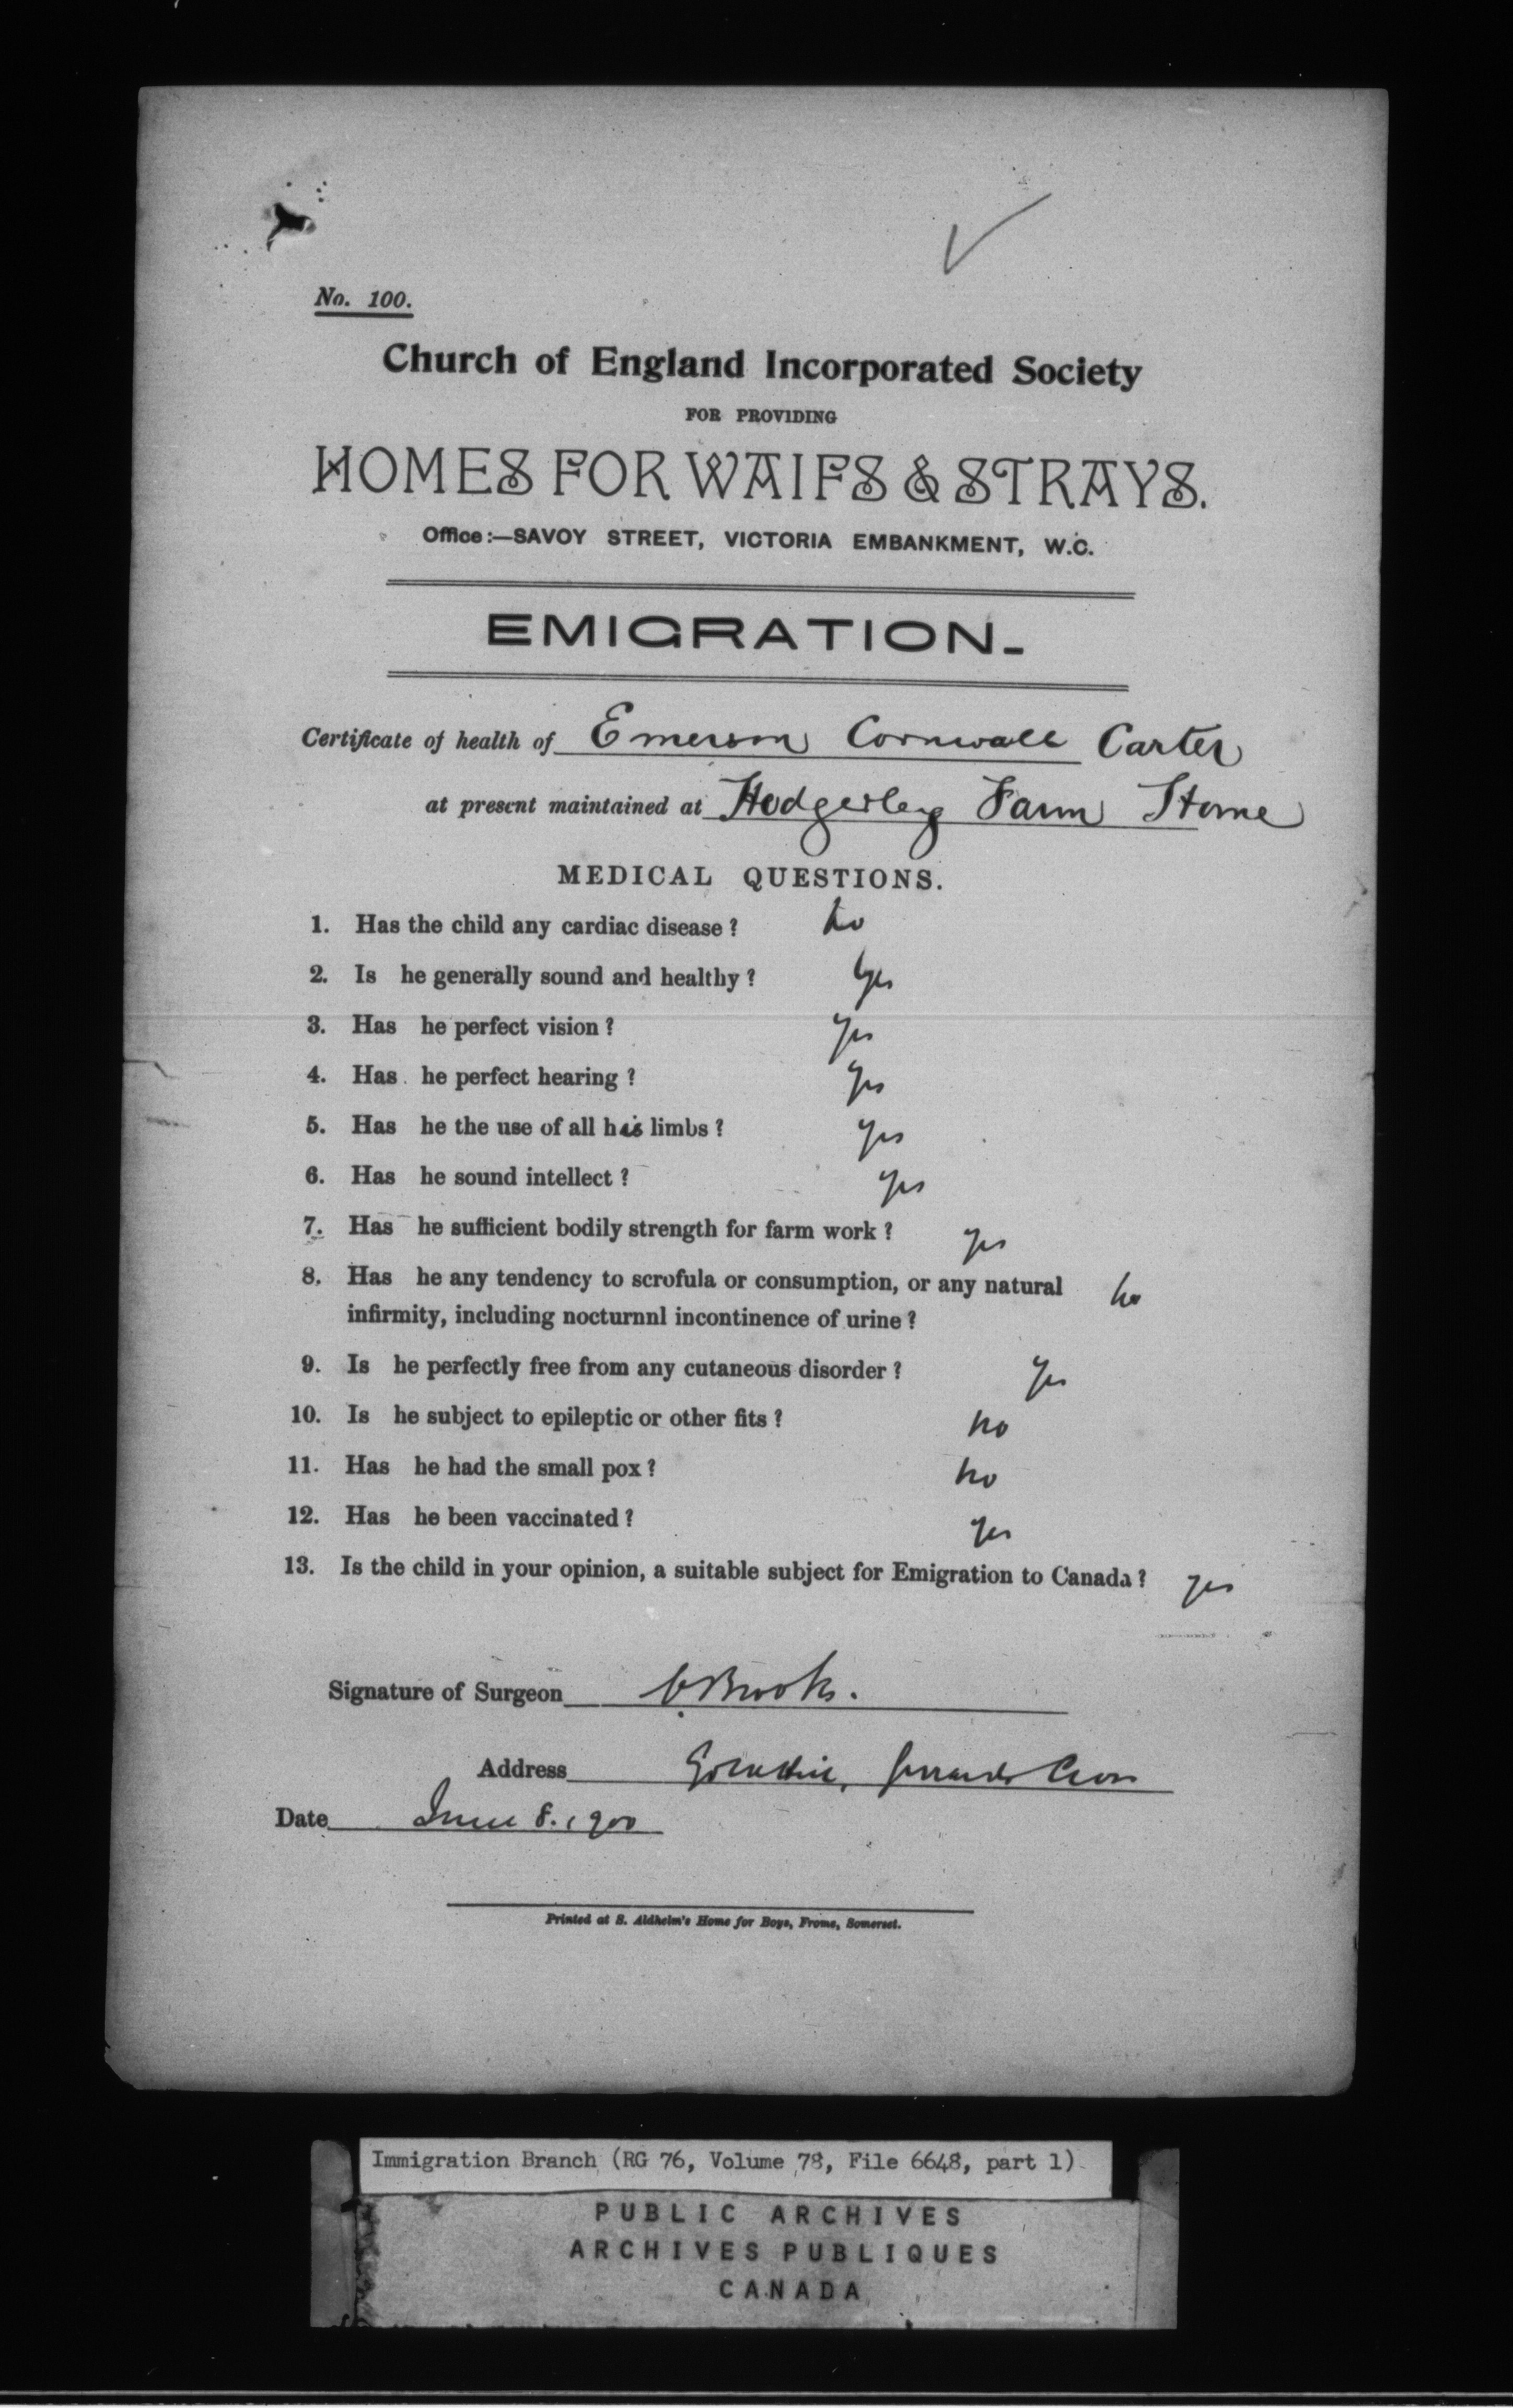 No. 100.
Church of England Incorporated Society
FOR PROVIDING
HOMES FOR WAIFS & STRAYS.
Office:—SAVOY STREET, VICTORIA EMBANKMENT, W.C.
EMIGRATION-
Certificate of health of Emerson Cornwall Carter
at present maintained at Hedgerley Farm Home
MEDICAL QUESTIONS.
1. Has the child any cardiac disease? no
2. Is he generally sound and healthy? yes
3. Has he perfect vision? yes
4. Has he perfect hearing? yes
5. Has he the use of all his limbs? yes
6. Has he sound intellect? yes
7. Has he sufficient bodily strength for farm work? yes
8. Has he any tendency to scrofula or consumption, or any natural no
infirmity, including nocturnnl incontinence of urine?
9. Is he perfectly free from any cutaneous disorder? yes
10. Is he subject to epileptic or other fits? no
11. Has he had the small pox? no
12. Has he been vaccinated? yes
13. Is the child in your opinion, a suitable subject for Emigration to Canada? yes
Signature of Surgeon Brooks.
Address Gerrards Cross
Date June 8. 1900
Printed at S. Aldhelm's Home for Boys, Frome, Somerset.
Immigration Branch (RG 76, Volume 78, File 6648, part 1)
PUBLIC ARCHIVES
ARCHIVES PUBLIQUES
CANADA